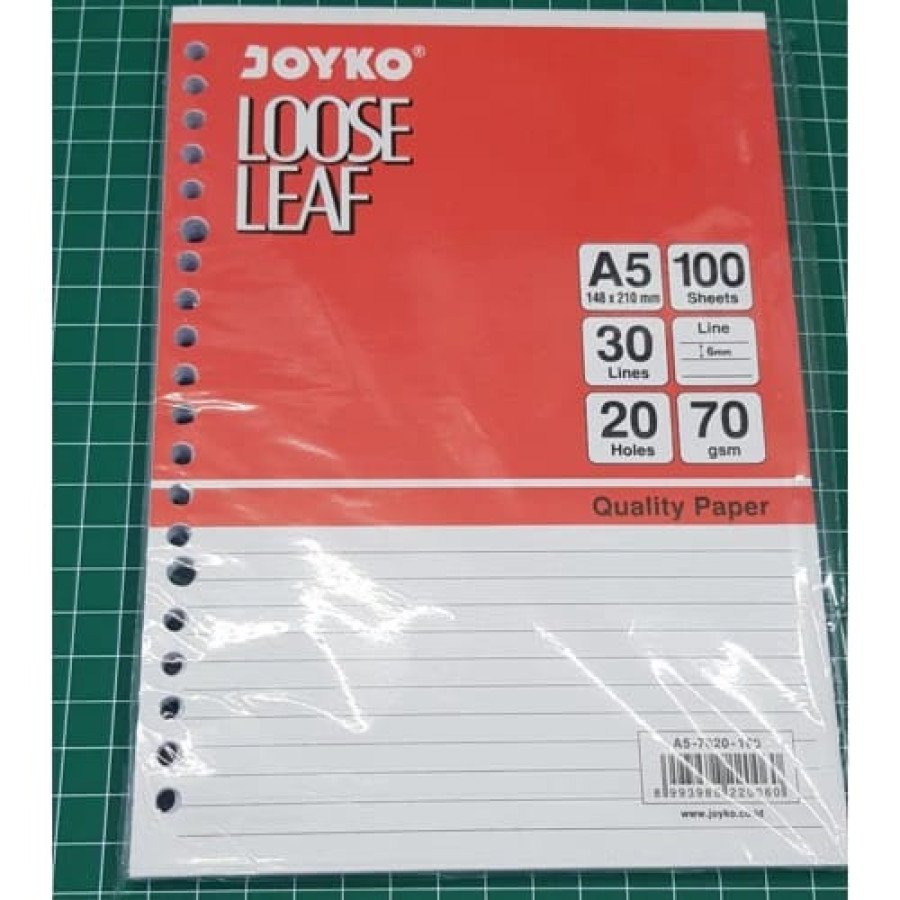 JOYKO®
LOOSE
LEAF
A5
148 x 210 mm
100
Sheets
30
Lines
Line
6mm
20
Holes
70
gsm
Quality Paper
www.joyko.co.id